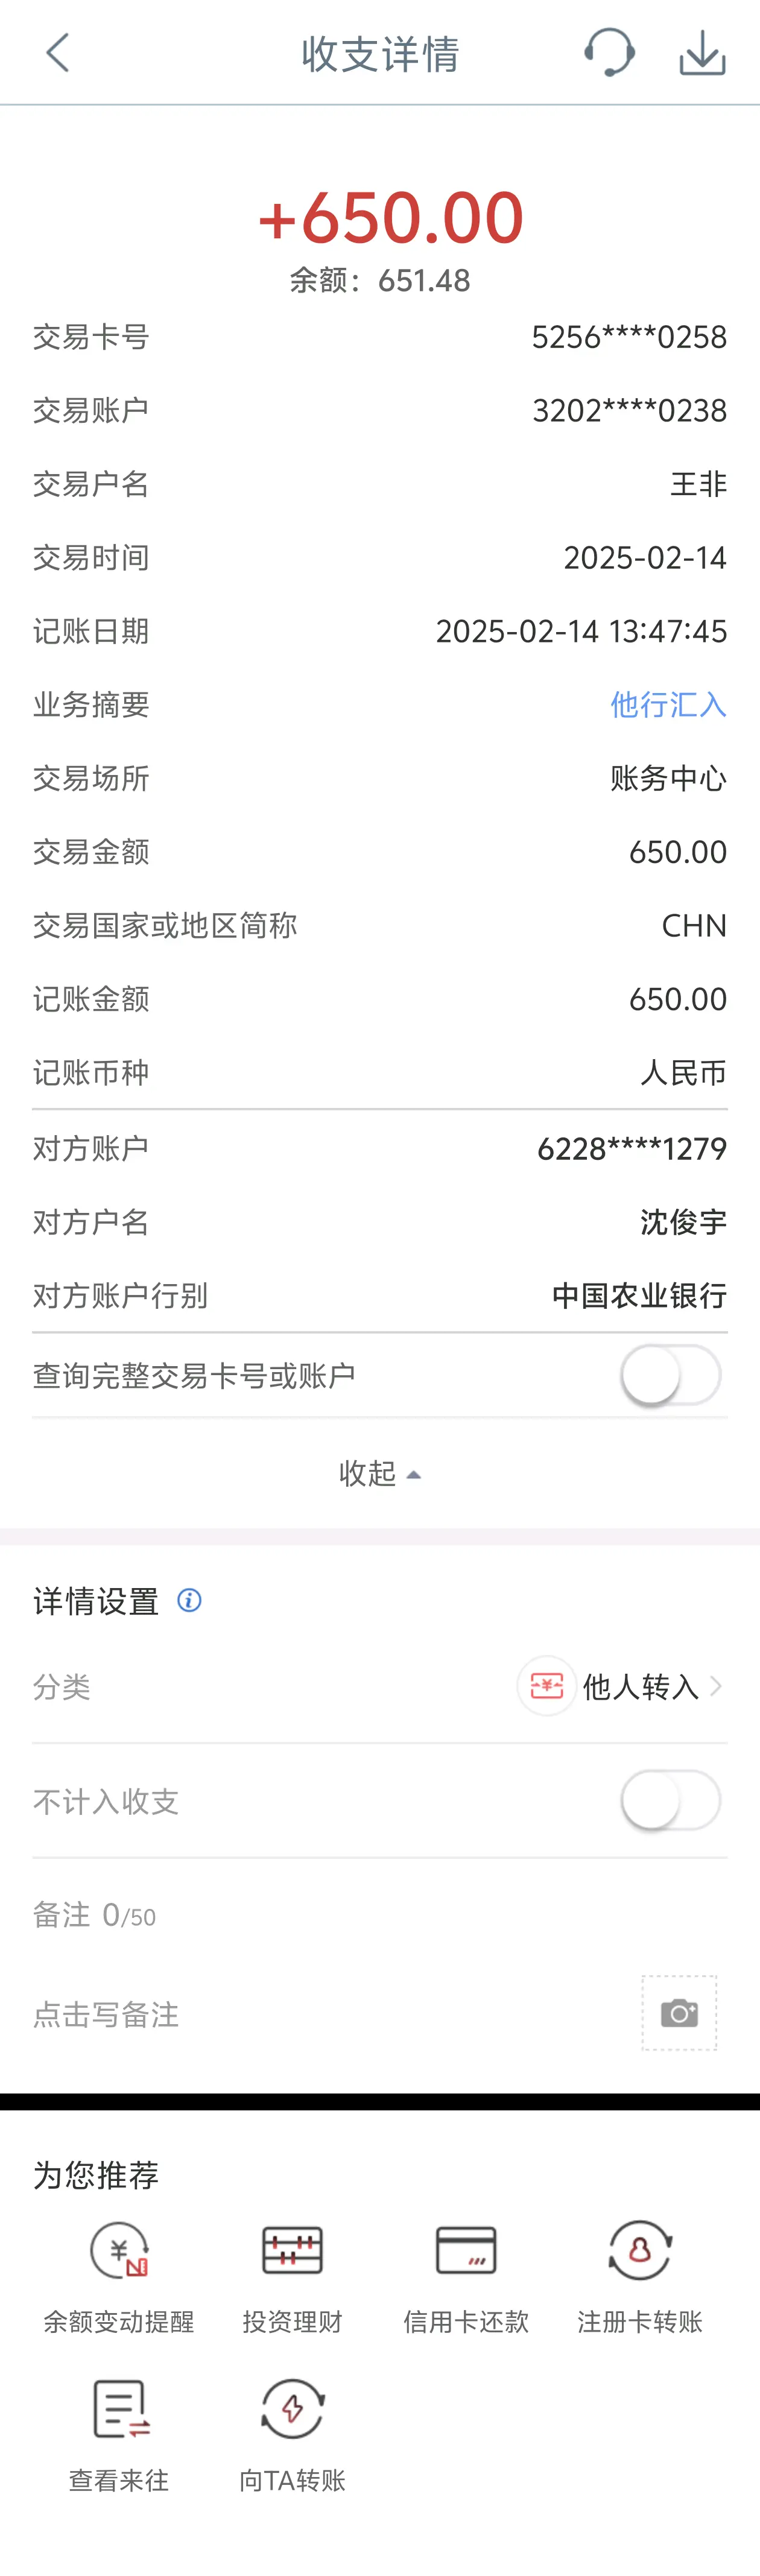 收支详情
+650.00
余额：651.48
交易卡号 5256****0258
交易账户 3202****0238
交易户名 王非
交易时间 2025-02-14
记账日期 2025-02-14 13:47:45
业务摘要 他行汇入
交易场所 账务中心
交易金额 650.00
交易国家或地区简称 CHN
记账金额 650.00
记账币种 人民币
对方账户 6228****1279
对方户名 沈俊宇
对方账户行别 中国农业银行
查询完整交易卡号或账户
收起
详情设置
分类 他人转入
不计入收支
备注 0/50
点击写备注
为您推荐
余额变动提醒 投资理财 信用卡还款 注册卡转账
查看来往 向TA转账